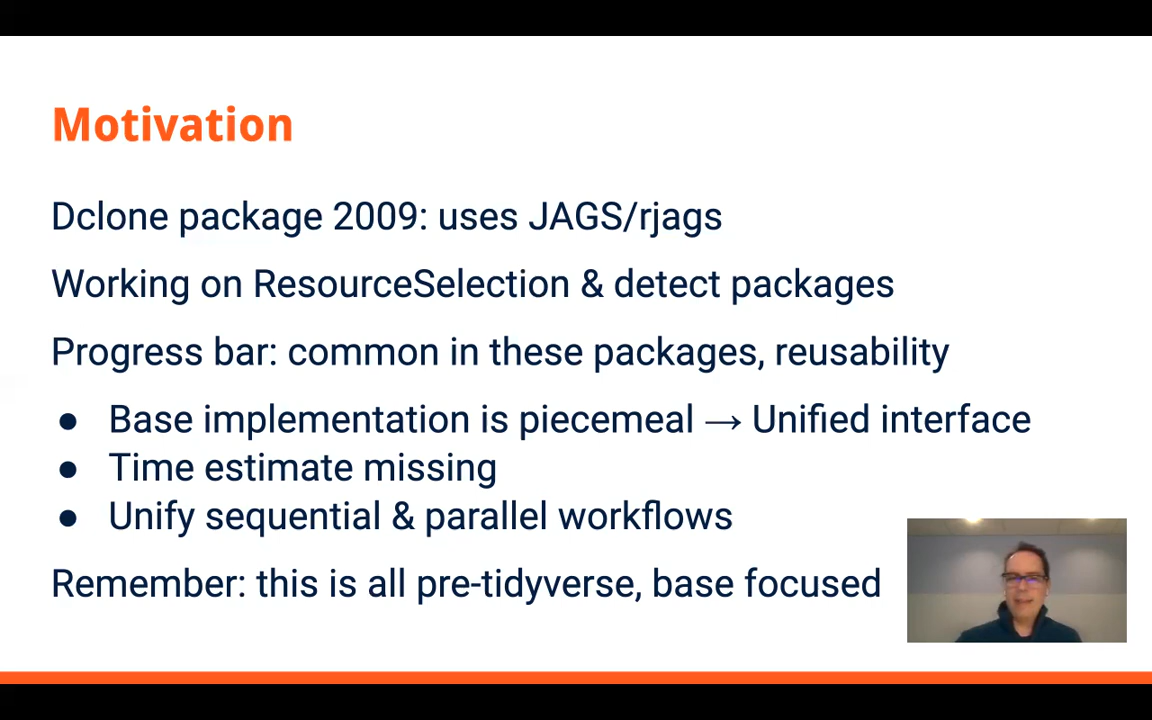 Motivation
Dclone package 2009: uses JAGS/rjags
Working on ResourceSelection & detect packages
Progress bar: common in these packages, reusability
● Base implementation is piecemeal → Unified interface
● Time estimate missing
● Unify sequential & parallel workflows
Remember: this is all pre-tidyverse, base focused